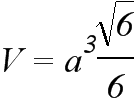 V = a³ √6/6